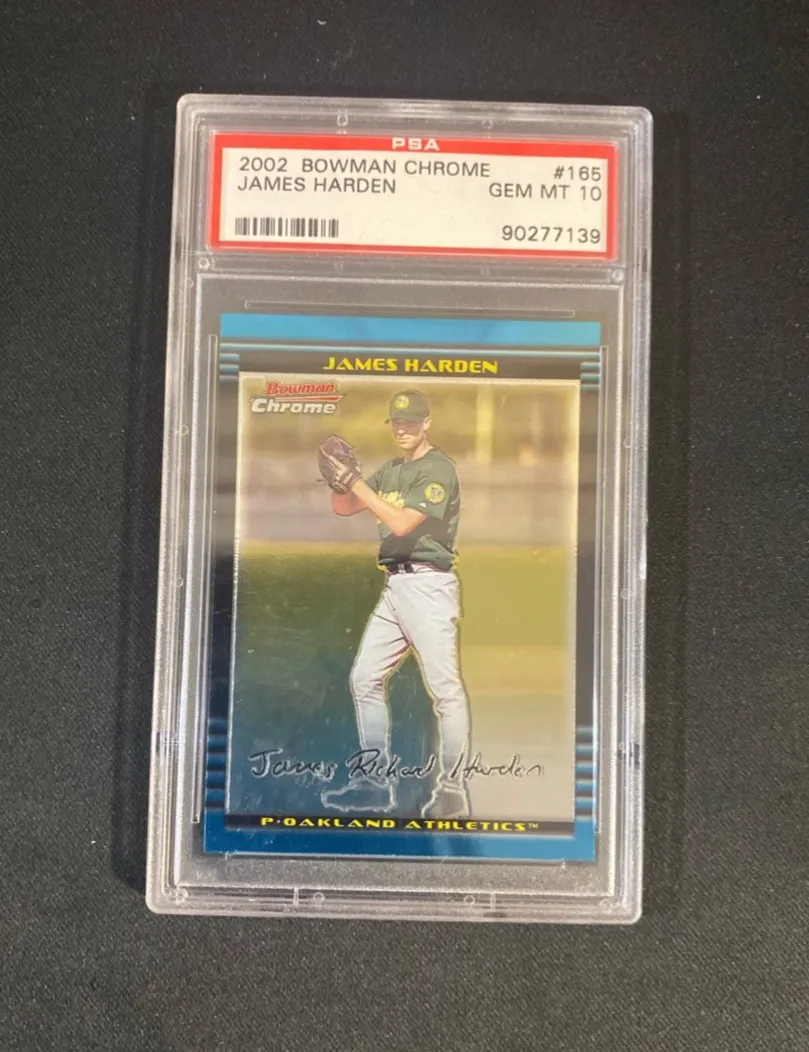 PSA
2002 BOWMAN CHROME #165
JAMES HARDEN GEM MT 10
90277139
JAMES HARDEN
Bowman
Chrome
James Richard Harden
P·OAKLAND ATHLETICS™